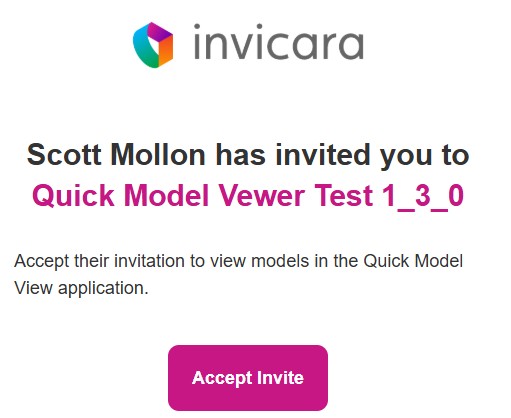 invicara
Scott Mollon has invited you to
Quick Model Vewer Test 1_3_0
Accept their invitation to view models in the Quick Model
View application.
Accept Invite